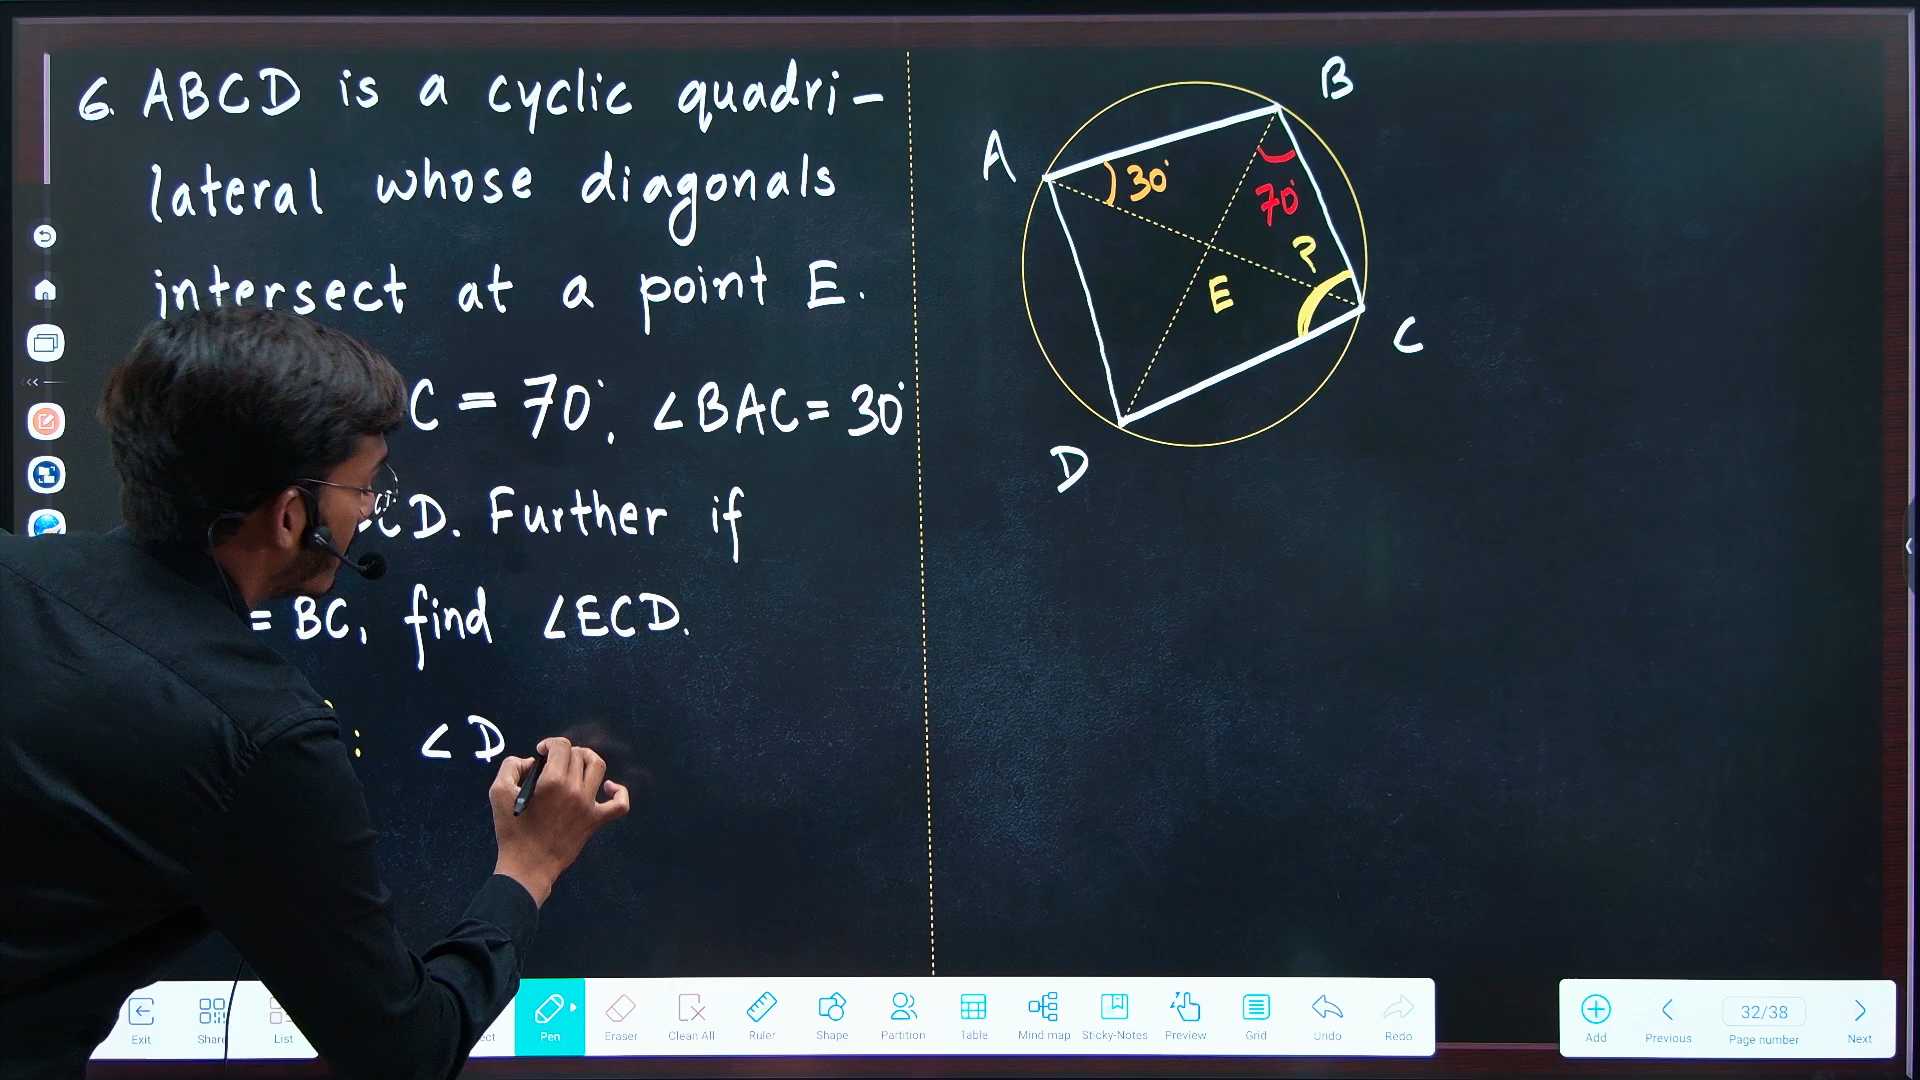 6. ABCD is a cyclic quadri-
lateral whose diagonals
intersect at a point E.
C = 70°, ∠BAC = 30°
CD. Further if
= BC, find ∠ECD.
: ∠D
A
B
30°
70°
?
E
C
D
Exit
Share
List
Pen
Eraser
Clean All
Ruler
Shape
Partition
Table
Mind map
Sticky-Notes
Preview
Grid
Undo
Redo
Add
Previous
32/38
Page number
Next